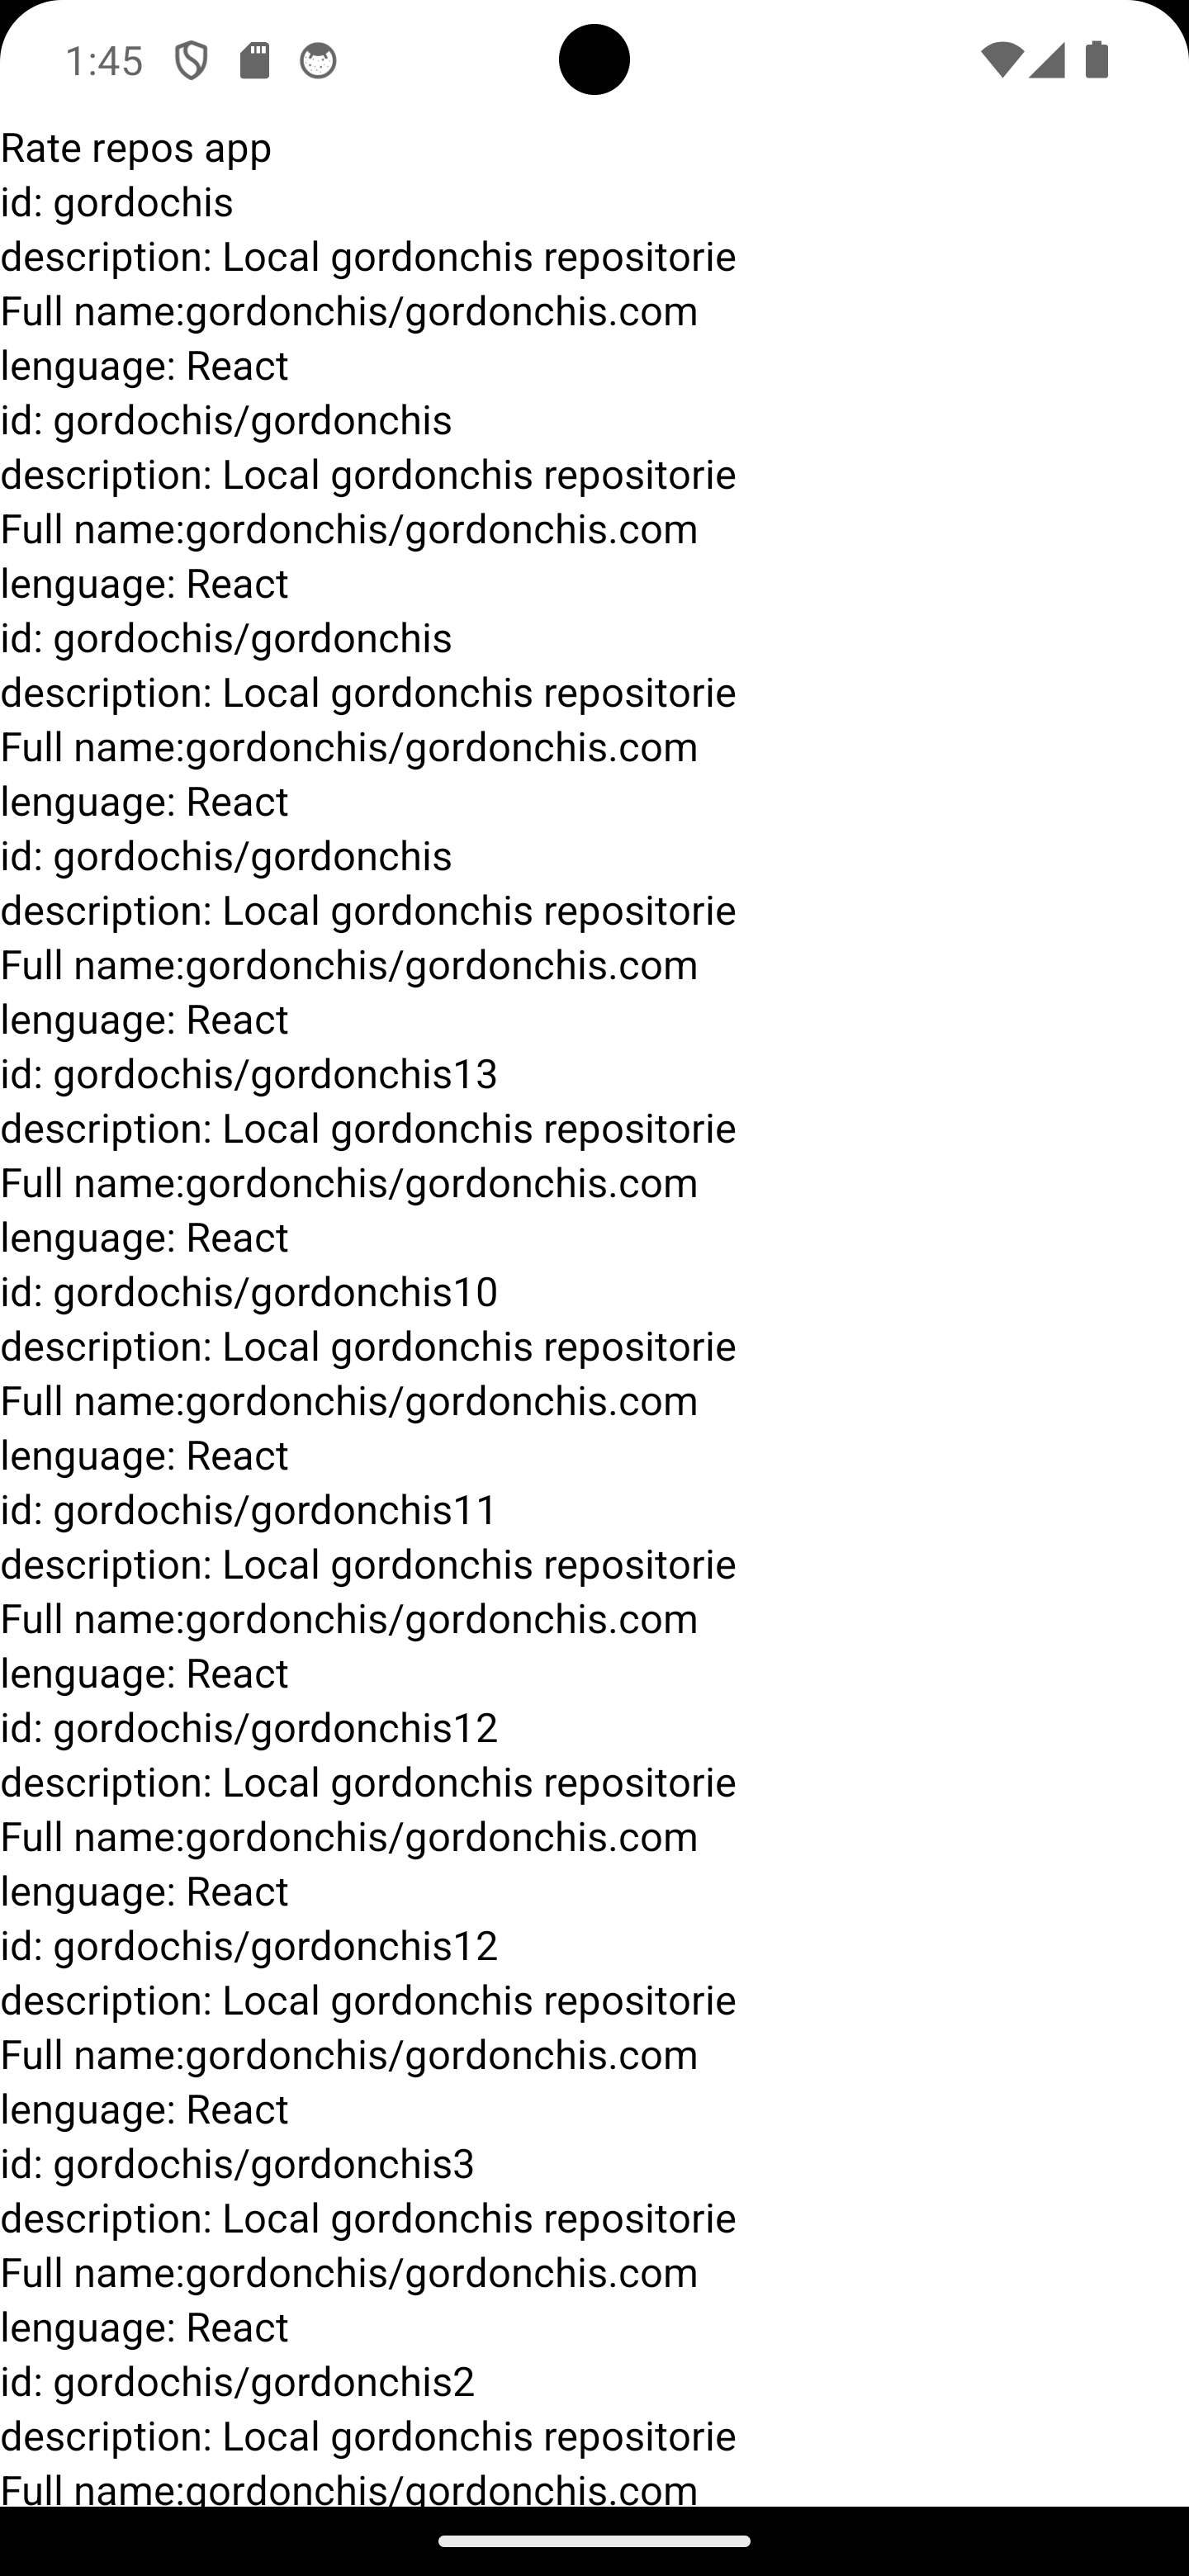 1:45
Rate repos app
id: gordochis
description: Local gordonchis repositorie
Full name:gordonchis/gordonchis.com
lenguage: React
id: gordochis/gordonchis
description: Local gordonchis repositorie
Full name:gordonchis/gordonchis.com
lenguage: React
id: gordochis/gordonchis
description: Local gordonchis repositorie
Full name:gordonchis/gordonchis.com
lenguage: React
id: gordochis/gordonchis
description: Local gordonchis repositorie
Full name:gordonchis/gordonchis.com
lenguage: React
id: gordochis/gordonchis13
description: Local gordonchis repositorie
Full name:gordonchis/gordonchis.com
lenguage: React
id: gordochis/gordonchis10
description: Local gordonchis repositorie
Full name:gordonchis/gordonchis.com
lenguage: React
id: gordochis/gordonchis11
description: Local gordonchis repositorie
Full name:gordonchis/gordonchis.com
lenguage: React
id: gordochis/gordonchis12
description: Local gordonchis repositorie
Full name:gordonchis/gordonchis.com
lenguage: React
id: gordochis/gordonchis12
description: Local gordonchis repositorie
Full name:gordonchis/gordonchis.com
lenguage: React
id: gordochis/gordonchis3
description: Local gordonchis repositorie
Full name:gordonchis/gordonchis.com
lenguage: React
id: gordochis/gordonchis2
description: Local gordonchis repositorie
Full name:gordonchis/gordonchis.com